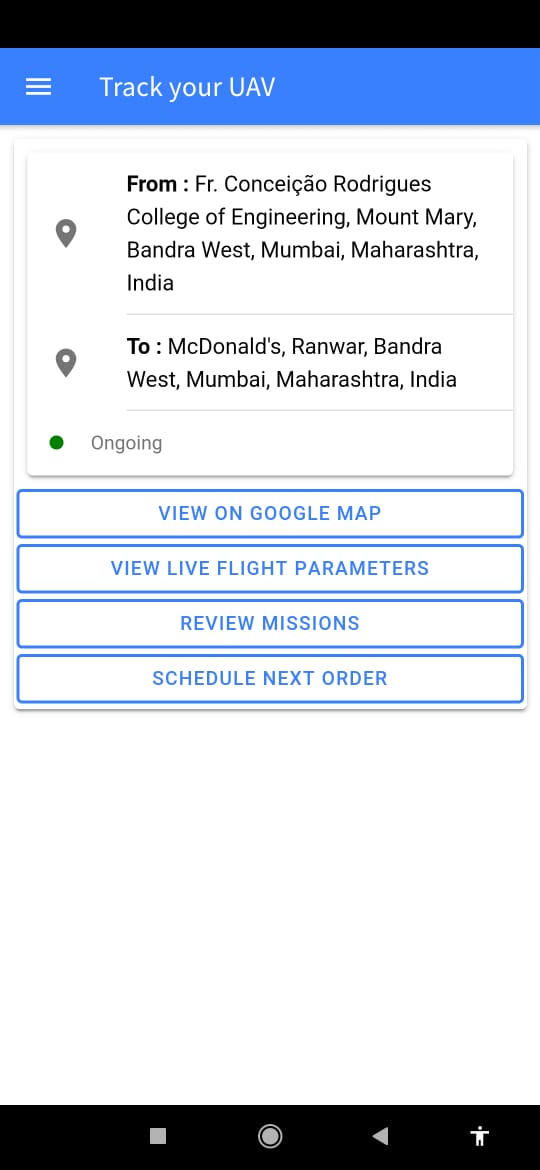 Track your UAV
From : Fr. Conceição Rodrigues
College of Engineering, Mount Mary,
Bandra West, Mumbai, Maharashtra,
India
To : McDonald's, Ranwar, Bandra
West, Mumbai, Maharashtra, India
Ongoing
VIEW ON GOOGLE MAP
VIEW LIVE FLIGHT PARAMETERS
REVIEW MISSIONS
SCHEDULE NEXT ORDER